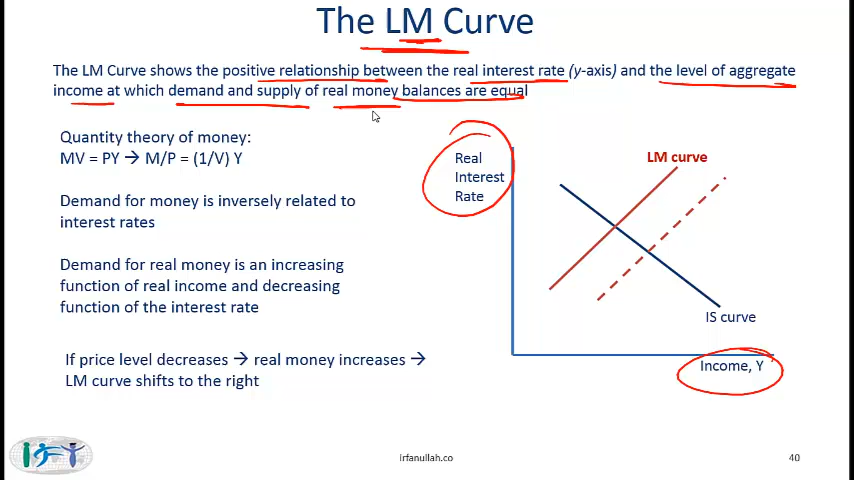 The LM Curve
The LM Curve shows the positive relationship between the real interest rate (y-axis) and the level of aggregate
income at which demand and supply of real money balances are equal
Quantity theory of money:
MV = PY → M/P = (1/V) Y
Demand for money is inversely related to
interest rates
Demand for real money is an increasing
function of real income and decreasing
function of the interest rate
If price level decreases → real money increases →
LM curve shifts to the right
Real
Interest
Rate
LM curve
IS curve
Income, Y
irfanullah.co
40